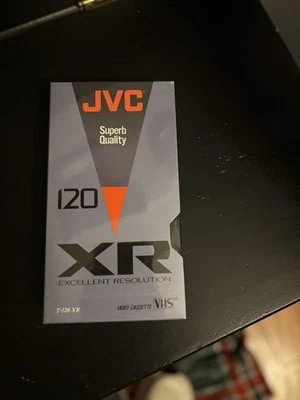 JVC
Superb
Quality
120
XR
EXCELLENT RESOLUTION
T-120 XR
VIDEO CASSETTE VHS